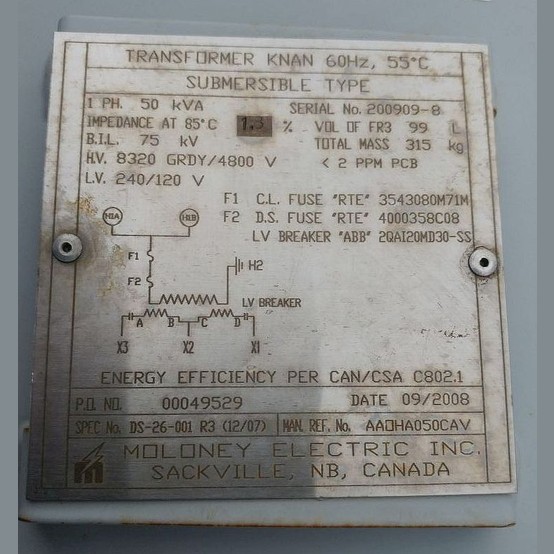 TRANSFORMER KNAN 60Hz, 55°C
SUBMERSIBLE TYPE
1 PH. 50 kVA SERIAL No. 200909-8
IMPEDANCE AT 85°C 1.3 % VOL OF FR3 99 L
B.I.L. 75 kV TOTAL MASS 315 kg
H.V. 8320 GRDY/4800 V < 2 PPM PCB
L.V. 240/120 V
F1 C.L. FUSE "RTE" 3543080M71M
F2 D.S. FUSE "RTE" 4000358C08
LV BREAKER "ABB" 2QA120MD30-SS
H1A H1B
F1
H2
F2
LV BREAKER
A B C D
X3 X2 X1
ENERGY EFFICIENCY PER CAN/CSA C802.1
P.O. NO. 00049529 DATE 09/2008
SPEC No. DS-26-001 R3 (12/07) MAN. REF. No. AA0HA050CAV
MOLONEY ELECTRIC INC.
SACKVILLE, NB, CANADA